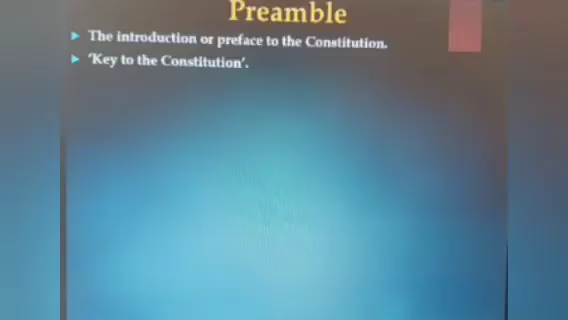 Preamble
The introduction or preface to the Constitution.
‘Key to the Constitution’.